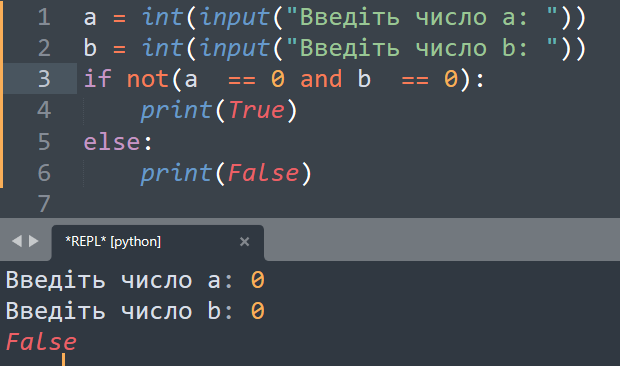 1 a = int(input("Введіть число a: "))
2 b = int(input("Введіть число b: "))
3 if not(a  == 0 and b  == 0):
4     print(True)
5 else:
6     print(False)
7
*REPL* [python] ×
Введіть число a: 0
Введіть число b: 0
False